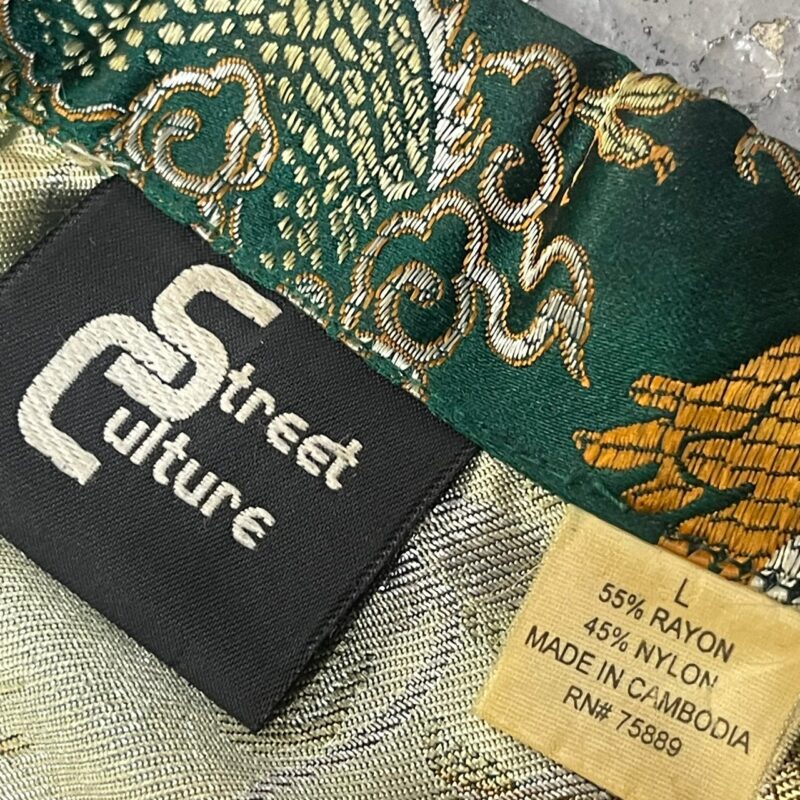 Street
Culture
L
55% RAYON
45% NYLON
MADE IN CAMBODIA
RN# 75889